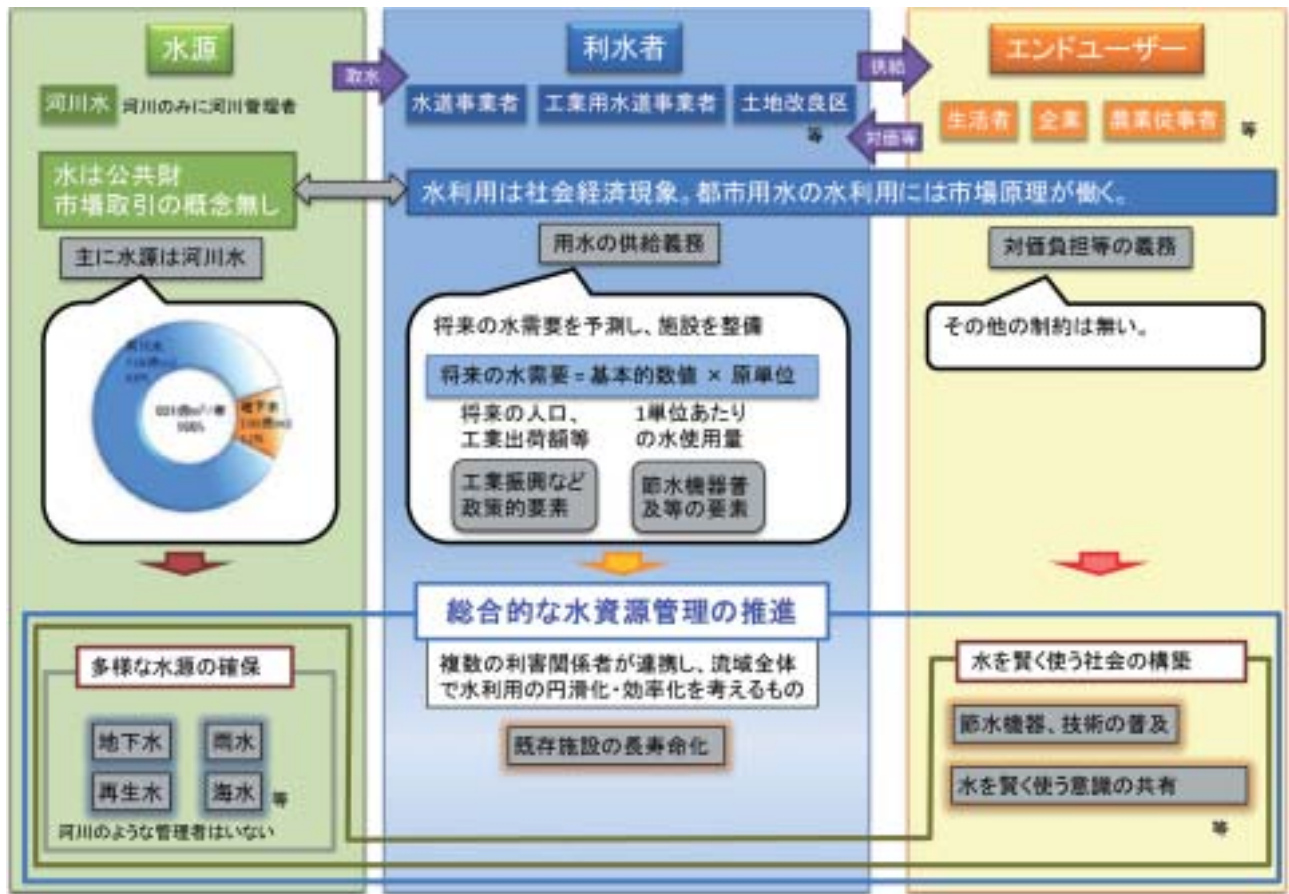 水源
河川水
河川のみに河川管理者
取水
水は公共財
市場取引の概念無し
主に水源は河川水
地下水
利水者
水道事業者
工業用水道事業者
土地改良区
等
供給
対価等
エンドユーザー
生活者
企業
農業従事者
等
水利用は社会経済現象。都市用水の水利用には市場原理が働く。
用水の供給義務
将来の水需要を予測し、施設を整備
将来の水需要=基本的数値 × 原単位
将来の人口、
工業出荷額等
1単位あたり
の水使用量
工業振興など
政策的要素
節水機器普
及等の要素
対価負担等の義務
その他の制約は無い。
総合的な水資源管理の推進
複数の利害関係者が連携し、流域全体
で水利用の円滑化・効率化を考えるもの
既存施設の長寿命化
多様な水源の確保
地下水
雨水
再生水
海水
等
河川のような管理者はいない
水を賢く使う社会の構築
節水機器、技術の普及
水を賢く使う意識の共有
等